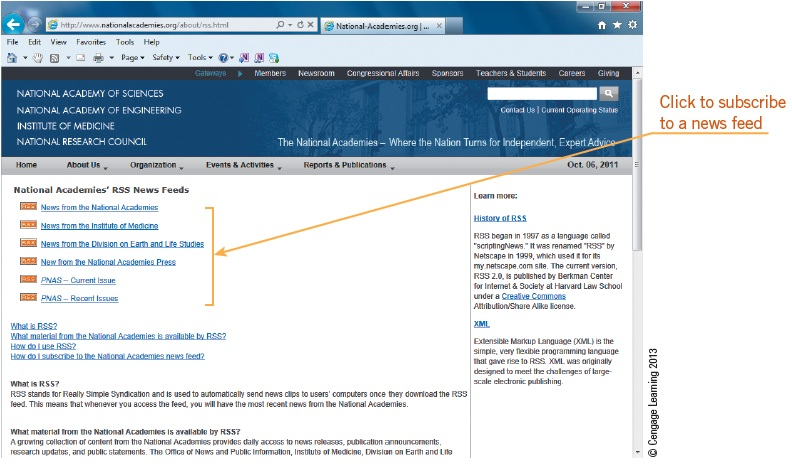 http://www.nationalacademies.org/about/rss.html
National-Academies.org | ...
File Edit View Favorites Tools Help
Page Safety Tools
Gateways Members Newsroom Congressional Affairs Sponsors Teachers & Students Careers Giving
NATIONAL ACADEMY OF SCIENCES
NATIONAL ACADEMY OF ENGINEERING
INSTITUTE OF MEDICINE
NATIONAL RESEARCH COUNCIL
Contact Us | Current Operating Status
The National Academies – Where the Nation Turns for Independent, Expert Advice
Home About Us Organization Events & Activities Reports & Publications Oct. 06, 2011
National Academies' RSS News Feeds
RSS News from the National Academies
RSS News from the Institute of Medicine
RSS News from the Division on Earth and Life Studies
RSS New from the National Academies Press
RSS PNAS – Current Issue
RSS PNAS – Recent Issues
What is RSS?
What material from the National Academies is available by RSS?
How do I use RSS?
How do I subscribe to the National Academies news feed?
What is RSS?
RSS stands for Really Simple Syndication and is used to automatically send news clips to users' computers once they download the RSS
feed. This means that whenever you access the feed, you will have the most recent news from the National Academies.
What material from the National Academies is available by RSS?
A growing collection of content from the National Academies provides daily access to news releases, publication announcements,
research updates, and public statements. The Office of News and Public Information, Institute of Medicine, Division on Earth and Life
Learn more:
History of RSS
RSS began in 1997 as a language called
"scriptingNews." It was renamed "RSS" by
Netscape in 1999, which used it for its
my.netscape.com site. The current version,
RSS 2.0, is published by Berkman Center
for Internet & Society at Harvard Law School
under a Creative Commons
Attribution/Share Alike license.
XML
Extensible Markup Language (XML) is the
simple, very flexible programming language
that gave rise to RSS. XML was originally
designed to meet the challenges of large-
scale electronic publishing.
Click to subscribe
to a news feed
© Cengage Learning 2013